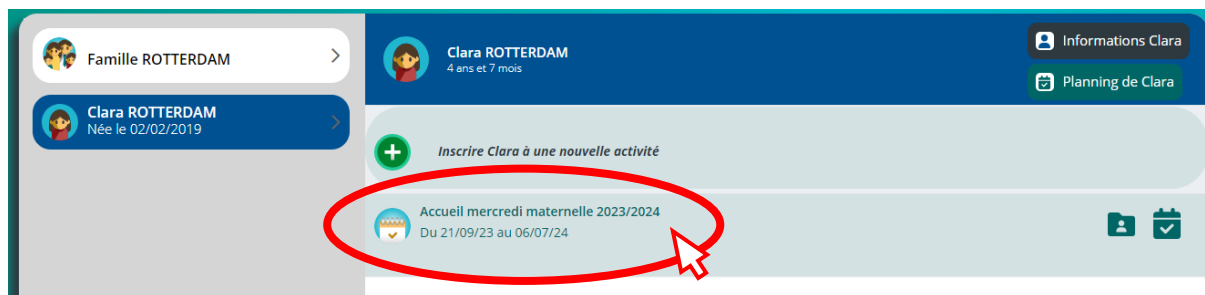 Famille ROTTERDAM
Clara ROTTERDAM
Née le 02/02/2019
Clara ROTTERDAM
4 ans et 7 mois
Informations Clara
Planning de Clara
Inscrire Clara à une nouvelle activité
Accueil mercredi maternelle 2023/2024
Du 21/09/23 au 06/07/24